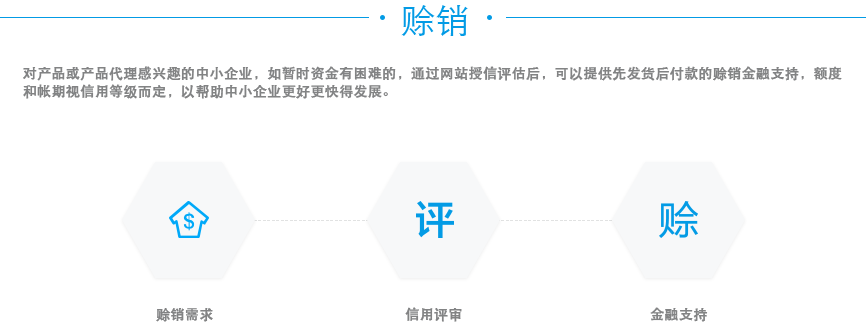 • 赊销 •
对产品或产品代理感兴趣的中小企业，如暂时资金有困难的，通过网站授信评估后，可以提供先发货后付款的赊销金融支持，额度
和帐期视信用等级而定，以帮助中小企业更好更快得发展。
$ 评 赊
赊销需求 信用评审 金融支持